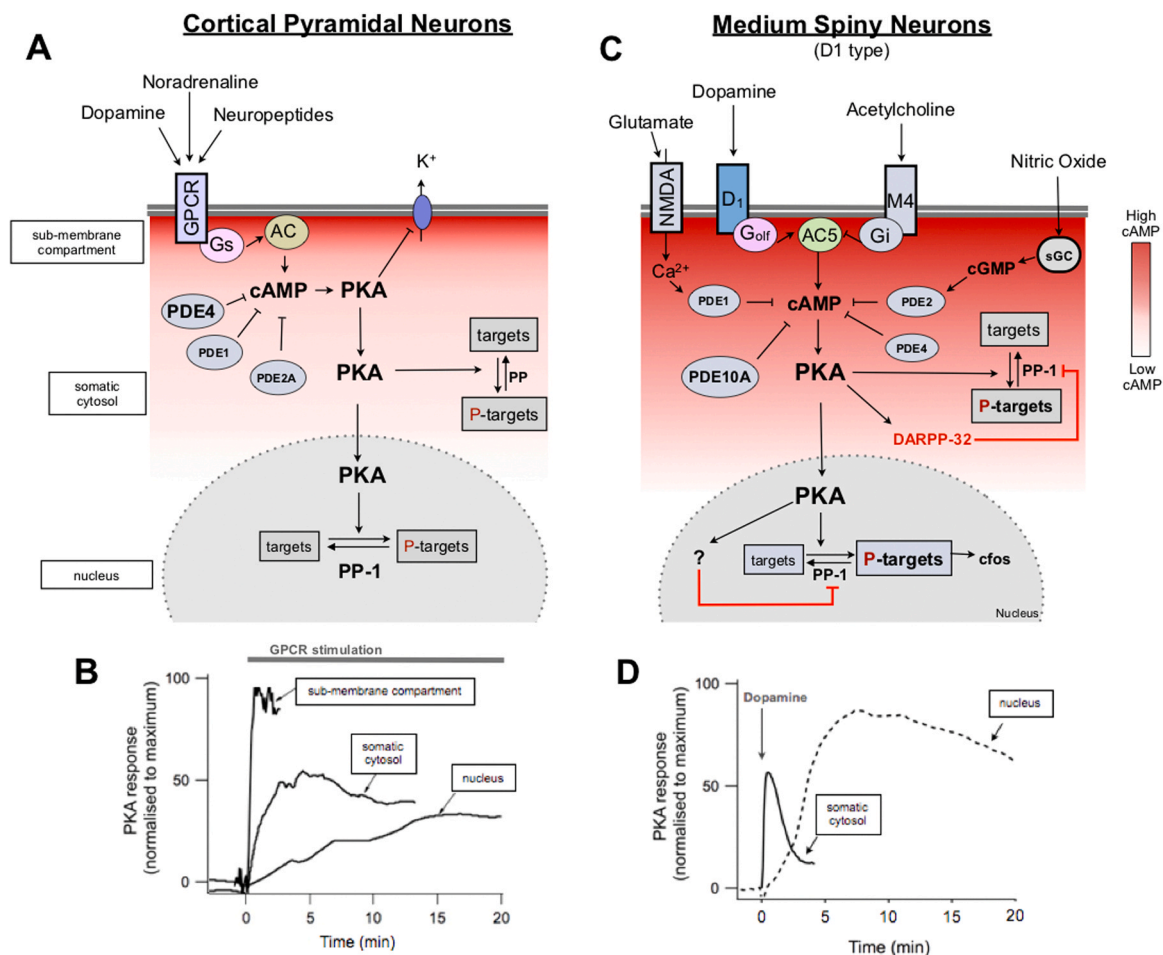 Cortical Pyramidal Neurons
A
Noradrenaline
Dopamine
Neuropeptides
K+
GPCR
Gs
AC
sub-membrane
compartment
cAMP
PKA
PDE4
PDE1
PDE2A
targets
PP
P-targets
PKA
somatic
cytosol
PKA
targets
P-targets
PP-1
nucleus
Medium Spiny Neurons
(D1 type)
C
Dopamine
Glutamate
Acetylcholine
Nitric Oxide
NMDA
D1
Golf
AC5
Gi
M4
sGC
cGMP
Ca2+
PDE1
cAMP
PDE2
PDE4
PDE10A
PKA
targets
PP-1
P-targets
DARPP-32
PKA
?
targets
PP-1
P-targets
cfos
Nucleus
High
cAMP
Low
cAMP
B
GPCR stimulation
100
50
0
PKA response
(normalised to maximum)
sub-membrane compartment
somatic
cytosol
nucleus
0
5
10
15
20
Time (min)
D
100
50
0
PKA response
(normalised to maximum)
Dopamine
nucleus
somatic
cytosol
0
5
10
15
20
Time (min)